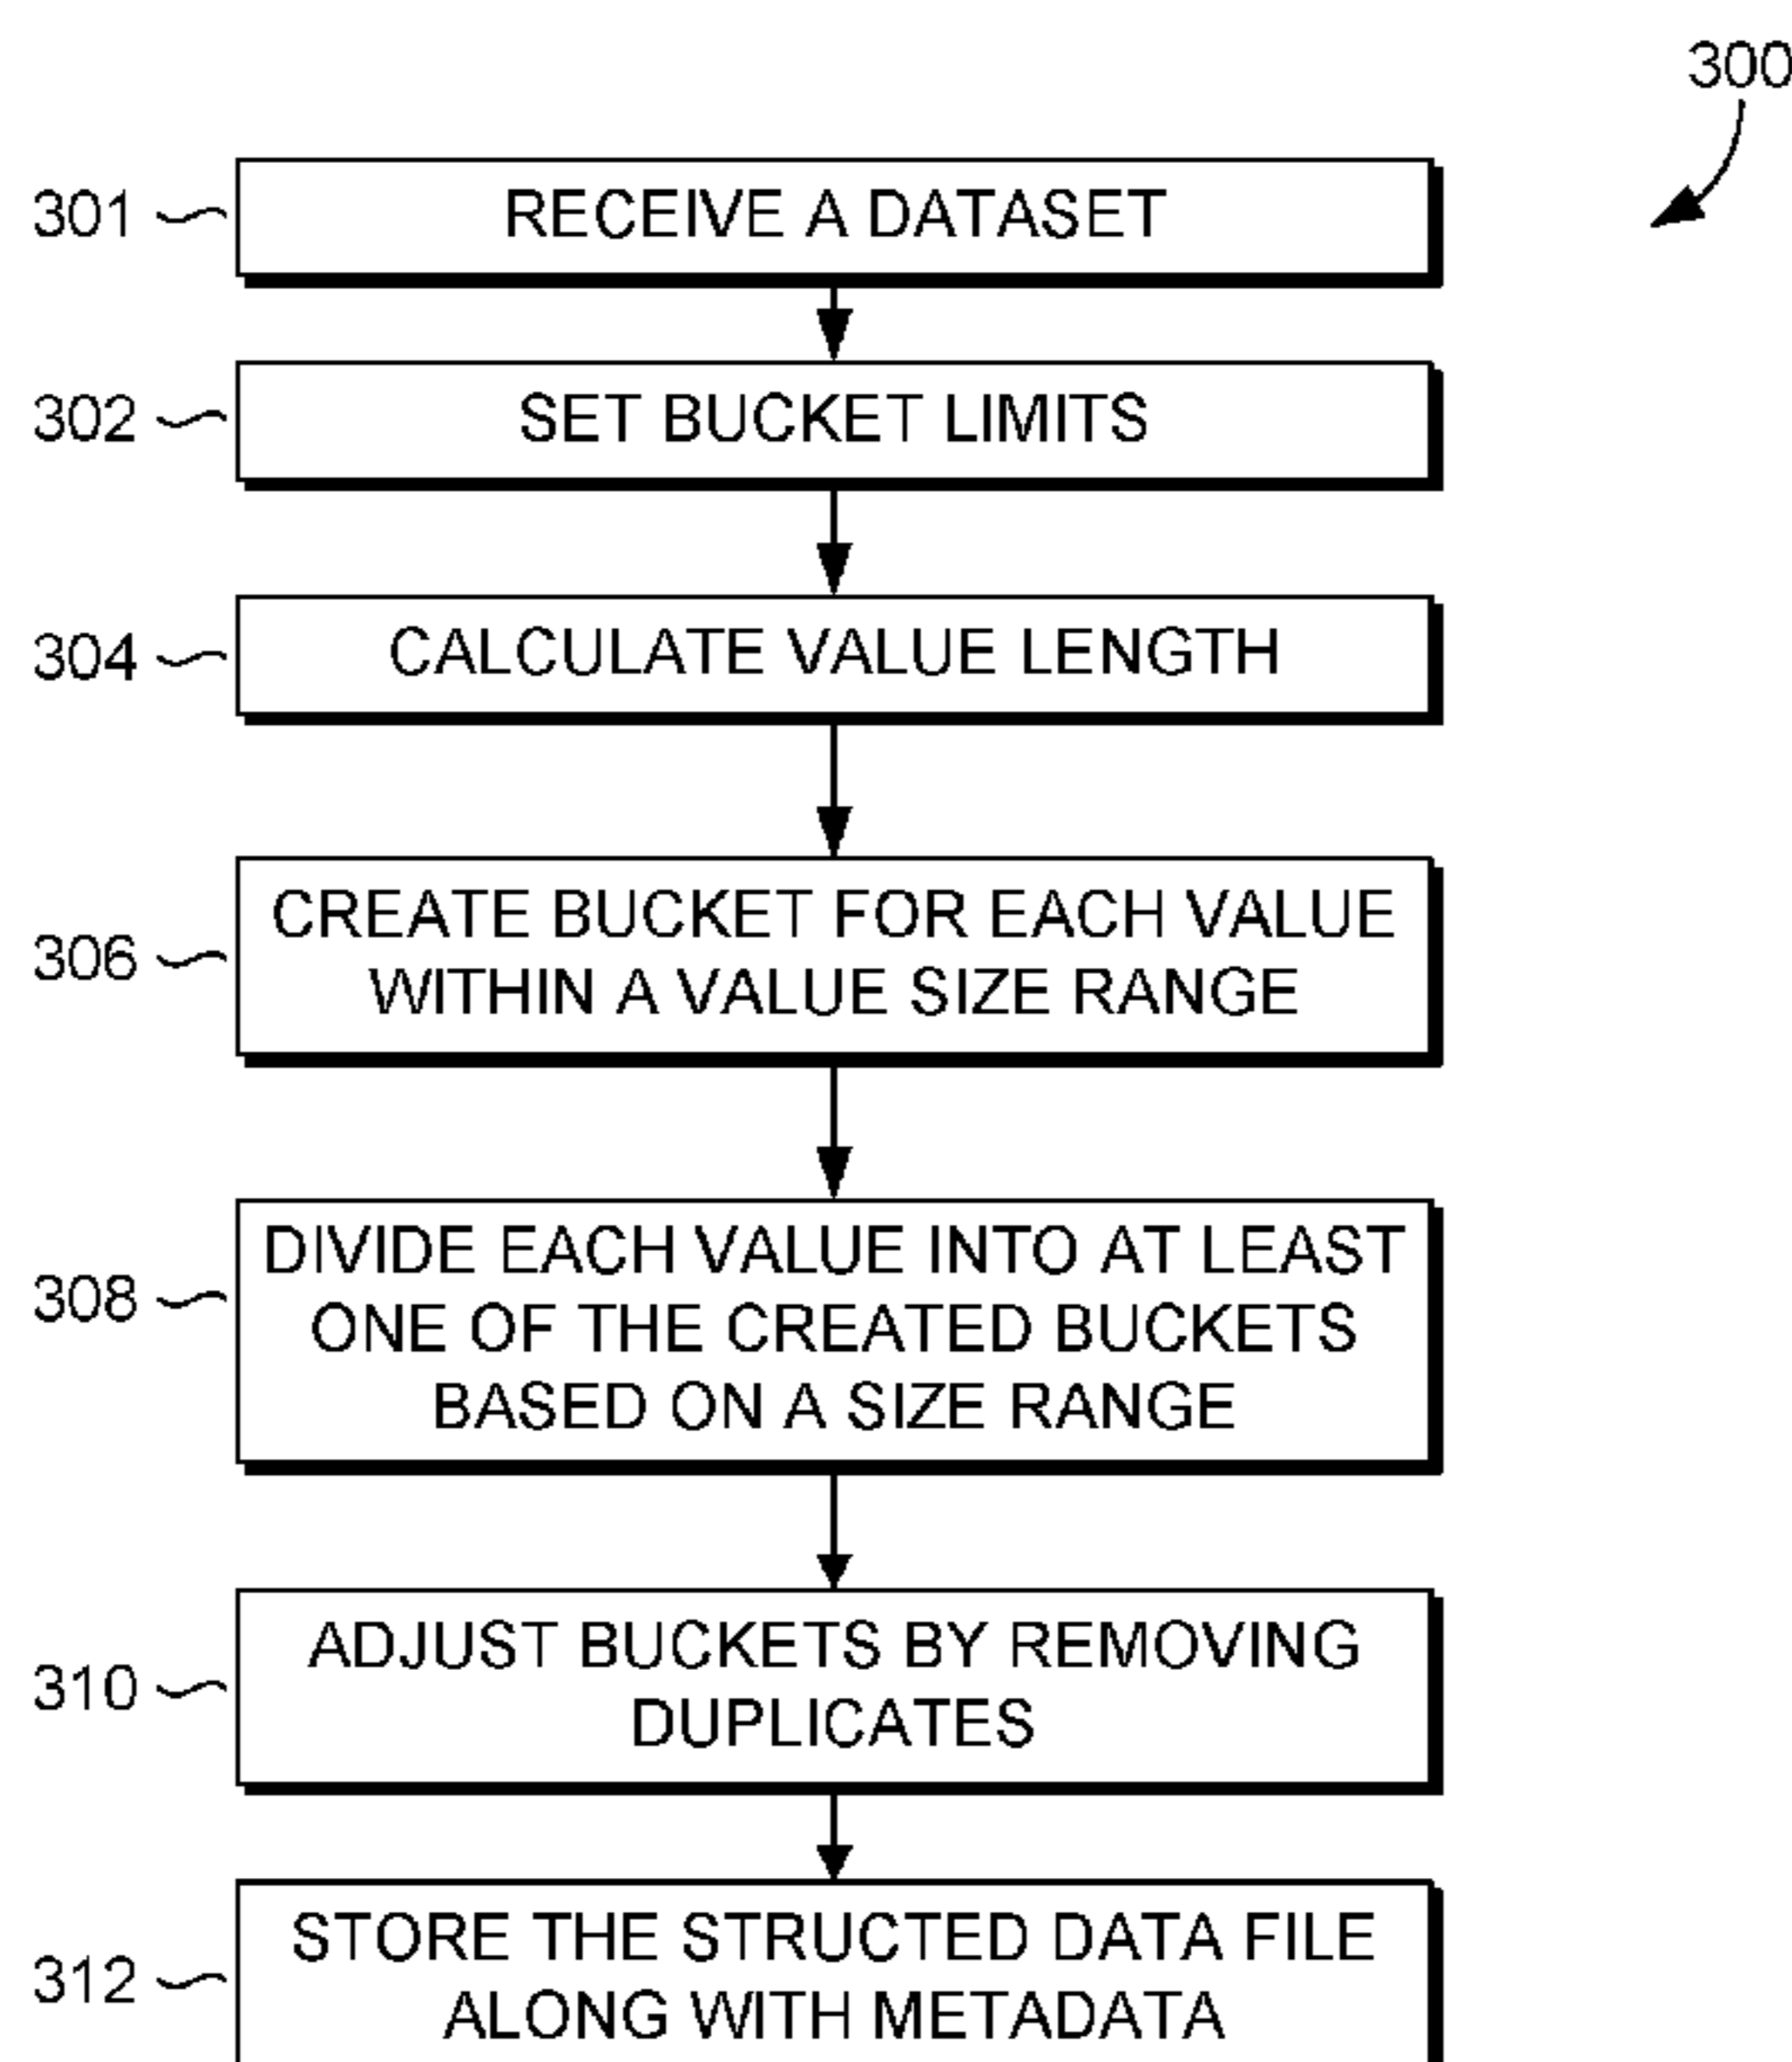 300
301 RECEIVE A DATASET
302 SET BUCKET LIMITS
304 CALCULATE VALUE LENGTH
306 CREATE BUCKET FOR EACH VALUE
WITHIN A VALUE SIZE RANGE
308 DIVIDE EACH VALUE INTO AT LEAST
ONE OF THE CREATED BUCKETS
BASED ON A SIZE RANGE
310 ADJUST BUCKETS BY REMOVING
DUPLICATES
312 STORE THE STRUCTED DATA FILE
ALONG WITH METADATA